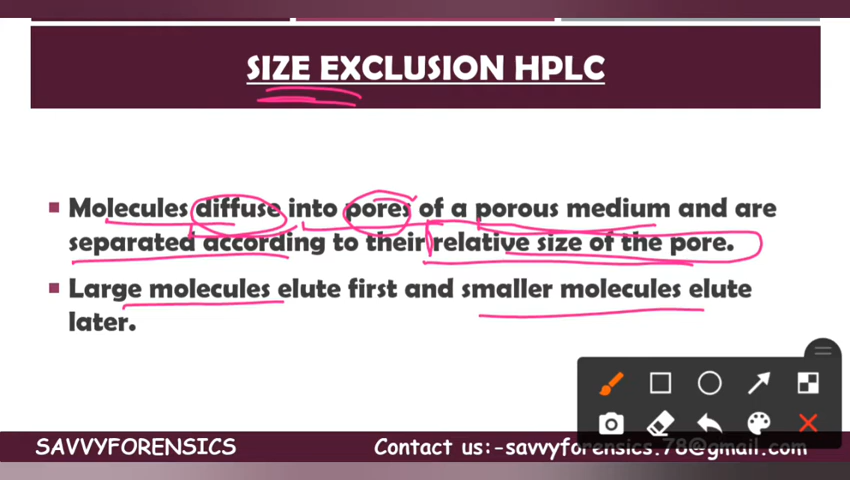 SIZE EXCLUSION HPLC
Molecules diffuse into pores of a porous medium and are
separated according to their relative size of the pore.
Large molecules elute first and smaller molecules elute
later.
SAVVYFORENSICS
Contact us:-savvyforensics.78@gmail.com